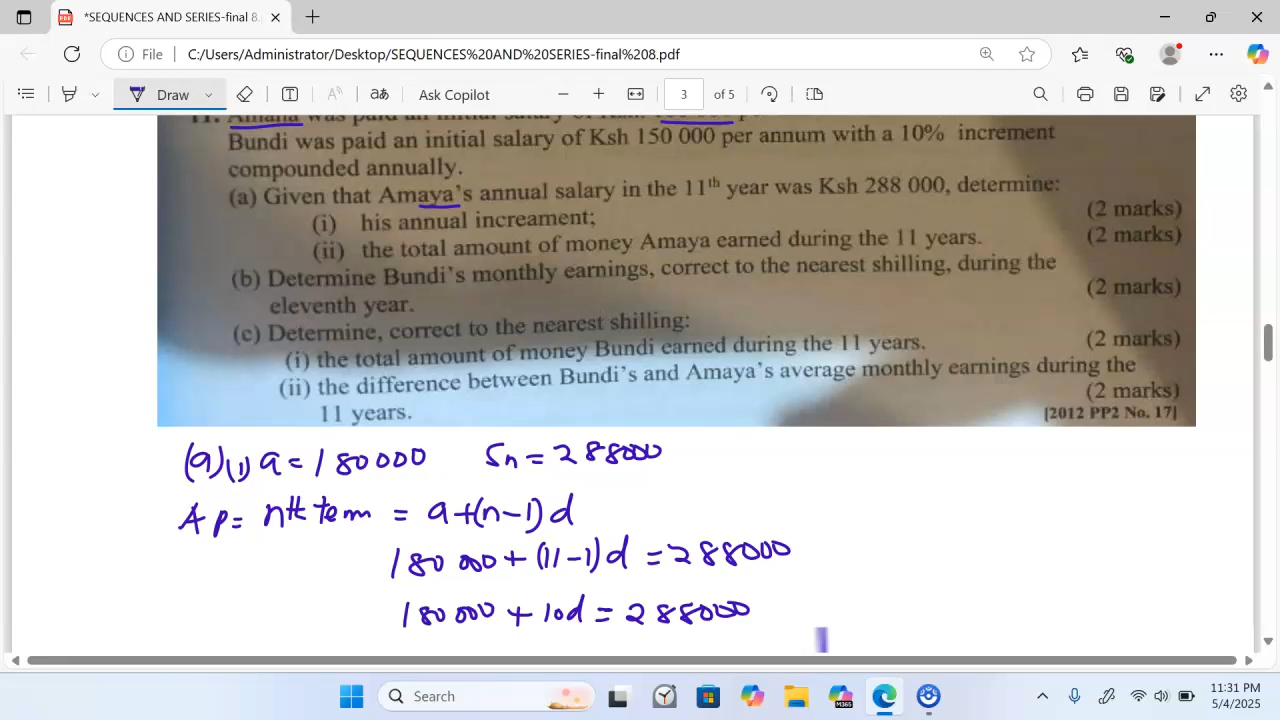 *SEQUENCES AND SERIES-final 8.
File
C:/Users/Administrator/Desktop/SEQUENCES%20AND%20SERIES-final%208.pdf
Draw
Ask Copilot
3 of 5
Bundi was paid an initial salary of Ksh 150 000 per annum with a 10% increment
compounded annually.
(a) Given that Amaya's annual salary in the 11th year was Ksh 288 000, determine:
(i) his annual increament; (2 marks)
(ii) the total amount of money Amaya earned during the 11 years. (2 marks)
(b) Determine Bundi's monthly earnings, correct to the nearest shilling, during the
eleventh year. (2 marks)
(c) Determine, correct to the nearest shilling:
(i) the total amount of money Bundi earned during the 11 years. (2 marks)
(ii) the difference between Bundi's and Amaya's average monthly earnings during the
11 years. (2 marks)
[2012 PP2 No. 17]
(a)(i) a = 180000 Sn = 288000
Ap = nth term = a+(n-1)d
180 000 + (11-1)d = 288000
180 000 + 10d = 288000
Search
M365
11:31 PM
5/4/2025